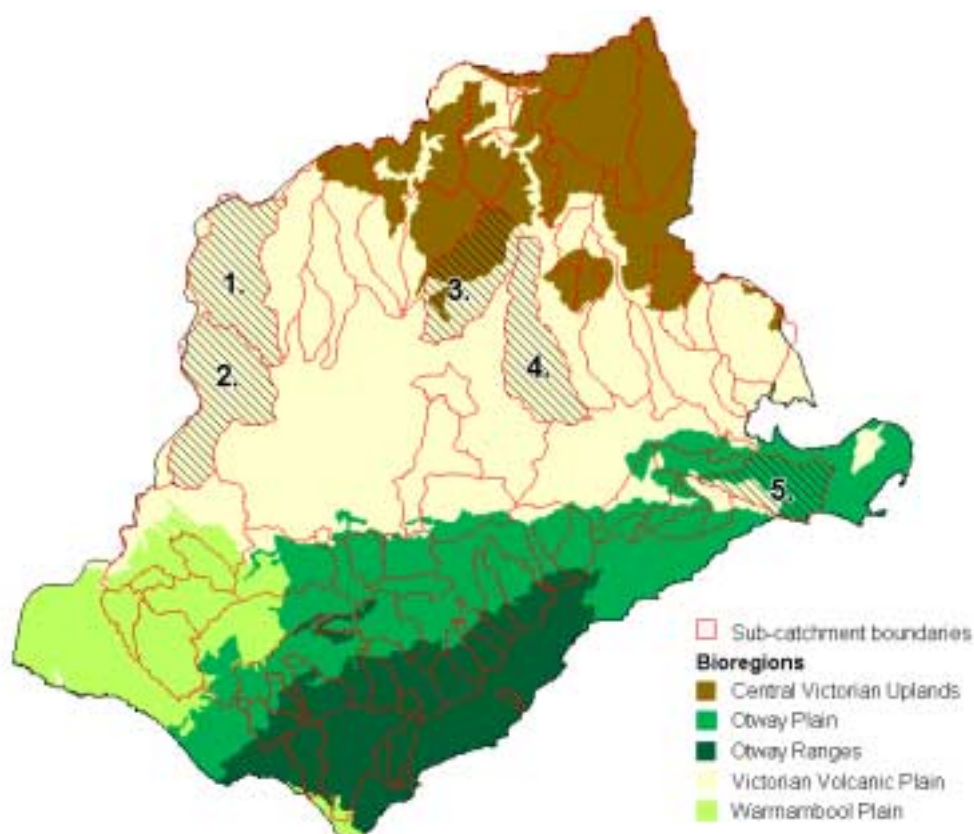 1.
2.
3.
4.
5.
Sub-catchment boundaries
Bioregions
Central Victorian Uplands
Otway Plain
Otway Ranges
Victorian Volcanic Plain
Warrnambool Plain